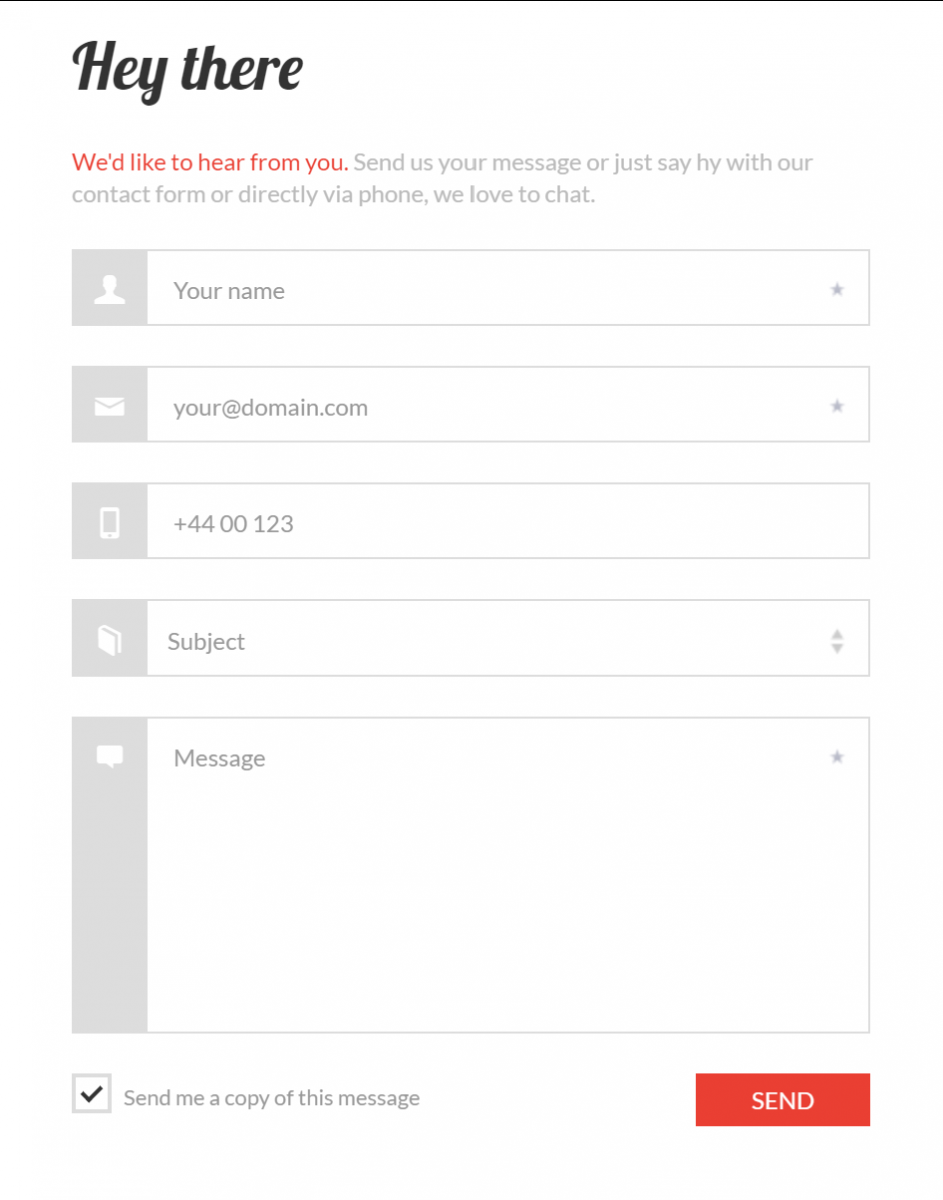 Hey there
We'd like to hear from you. Send us your message or just say hy with our
contact form or directly via phone, we love to chat.
Your name
your@domain.com
+44 00 123
Subject
Message
Send me a copy of this message
SEND